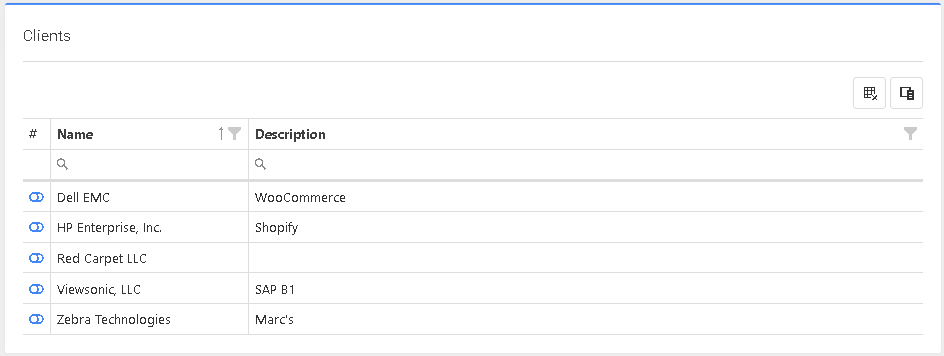 Clients
# Name Description
Dell EMC WooCommerce
HP Enterprise, Inc. Shopify
Red Carpet LLC
Viewsonic, LLC SAP B1
Zebra Technologies Marc's